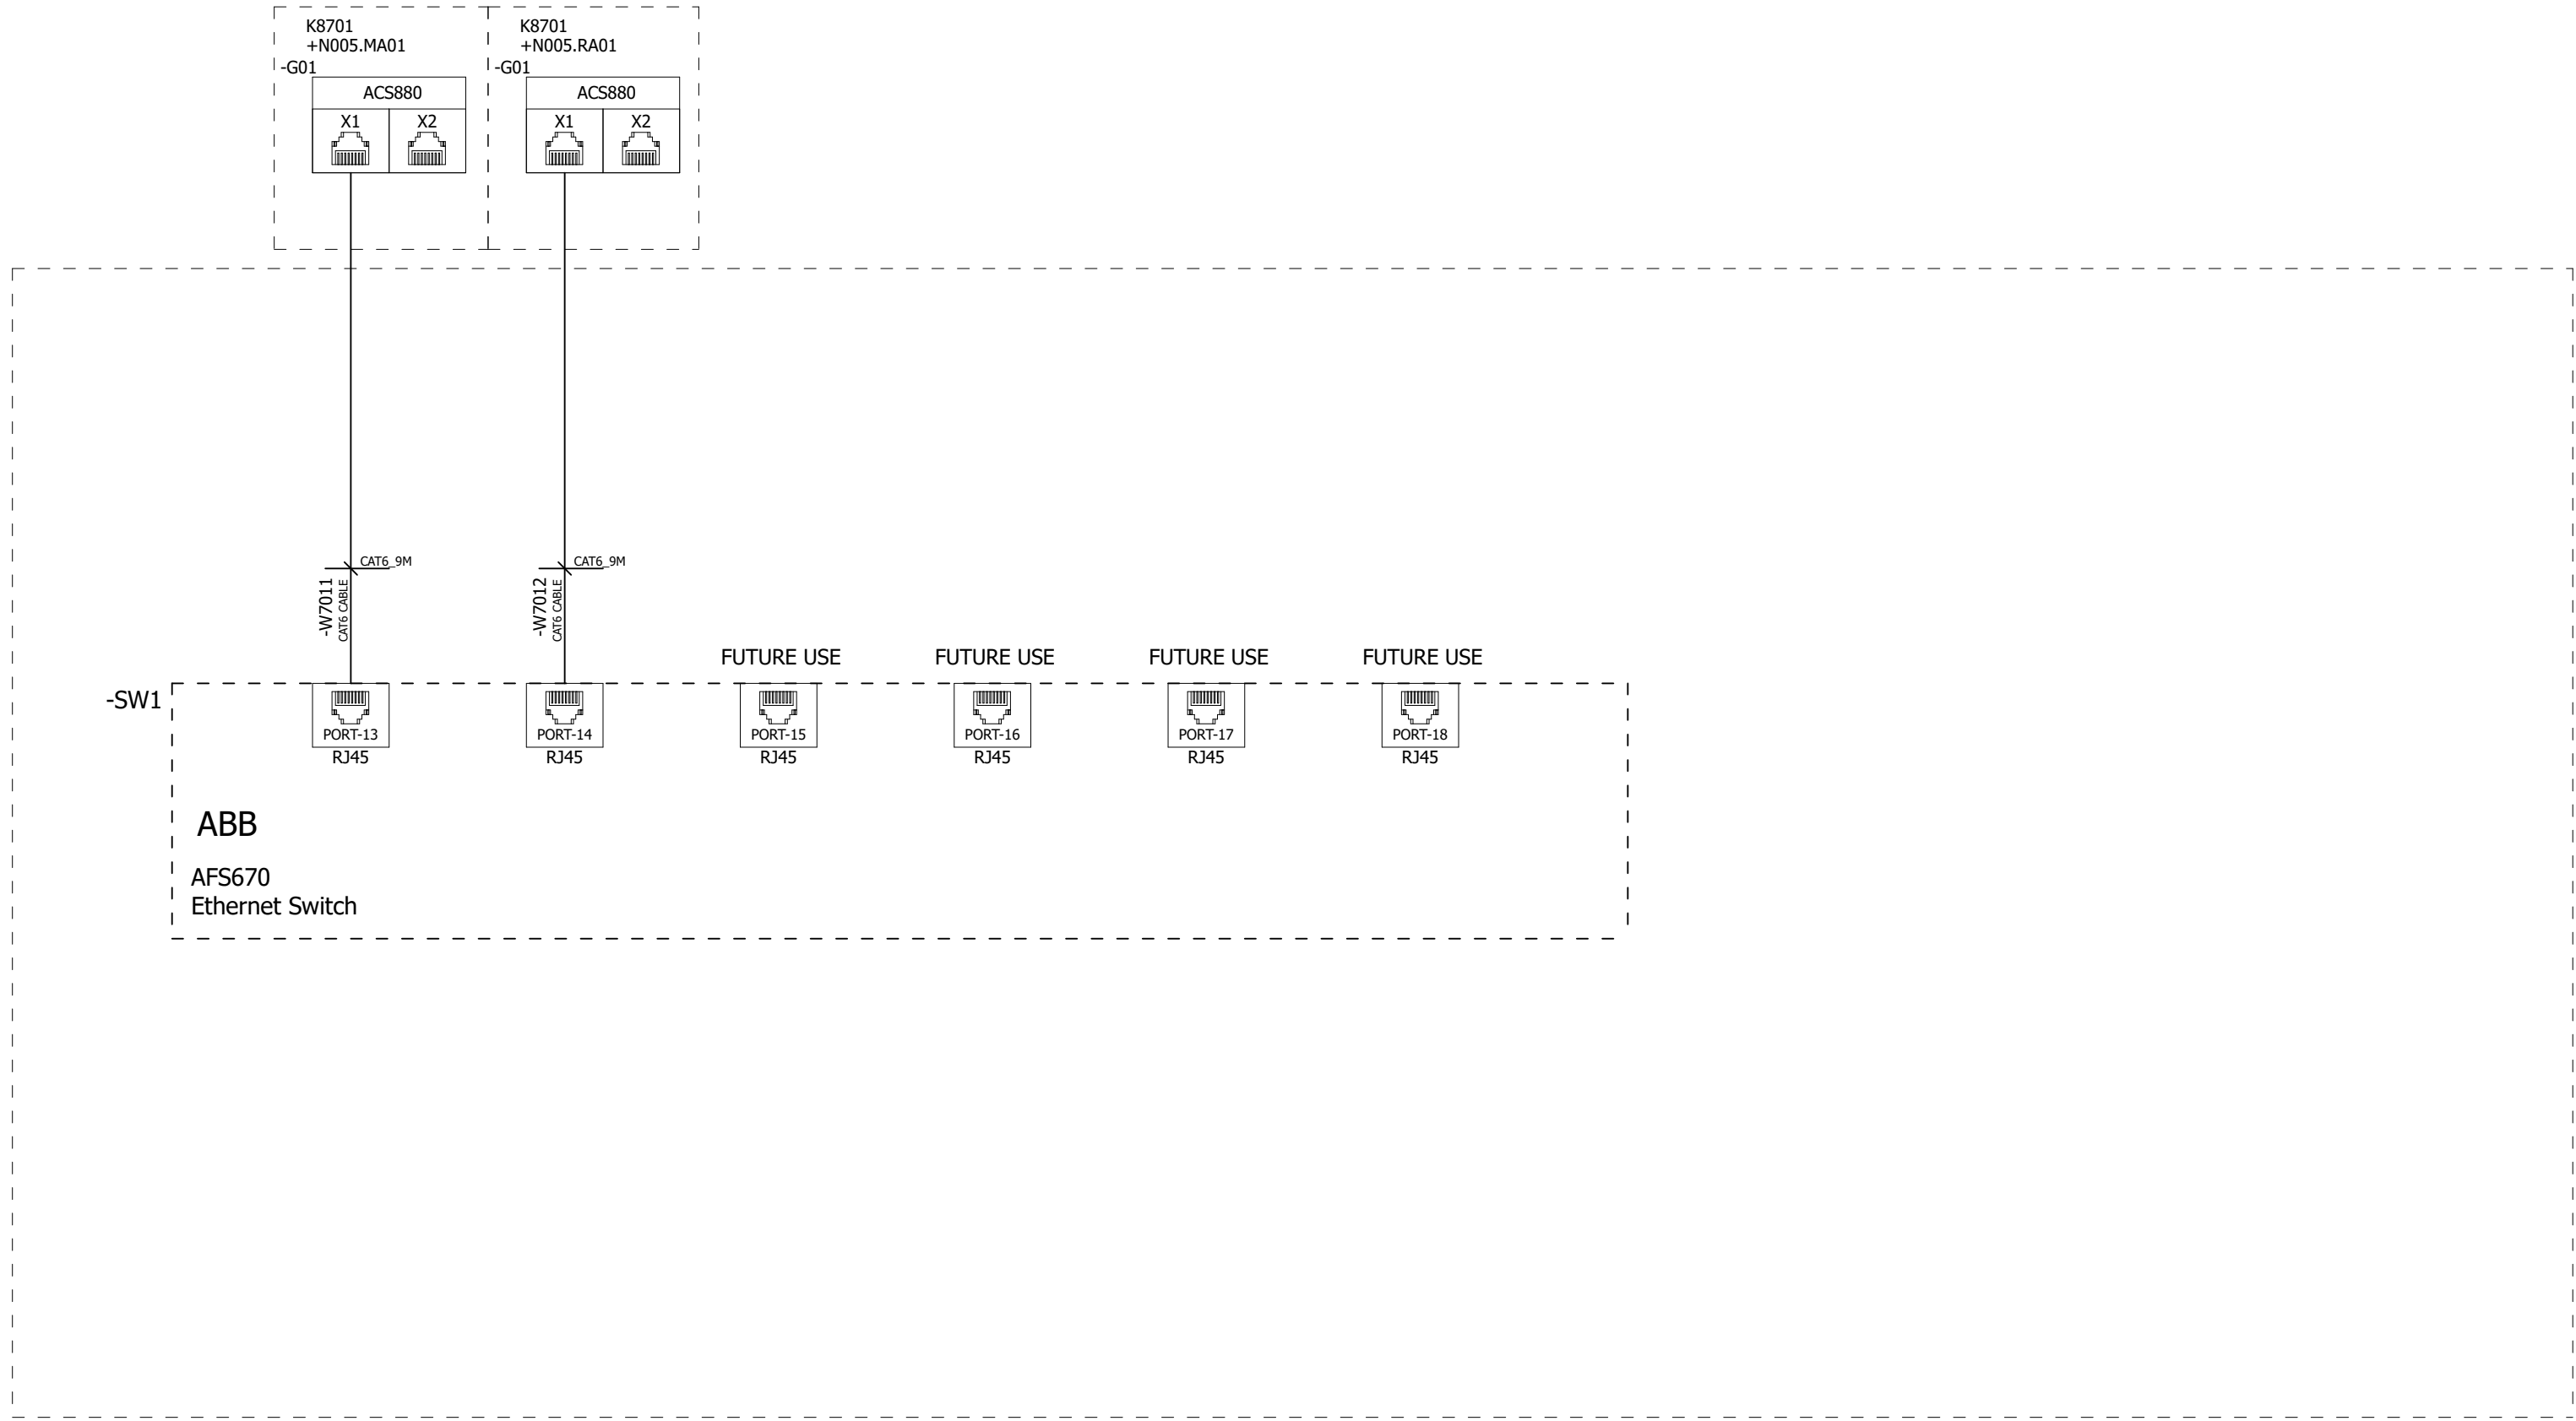 K8701
+N005.MA01
-G01
ACS880
X1 X2
K8701
+N005.RA01
-G01
ACS880
X1 X2
CAT6_9M
-W7011
CAT6 CABLE
CAT6_9M
-W7012
CAT6 CABLE
FUTURE USE FUTURE USE FUTURE USE FUTURE USE
-SW1
PORT-13 PORT-14 PORT-15 PORT-16 PORT-17 PORT-18
RJ45 RJ45 RJ45 RJ45 RJ45 RJ45
ABB
AFS670
Ethernet Switch